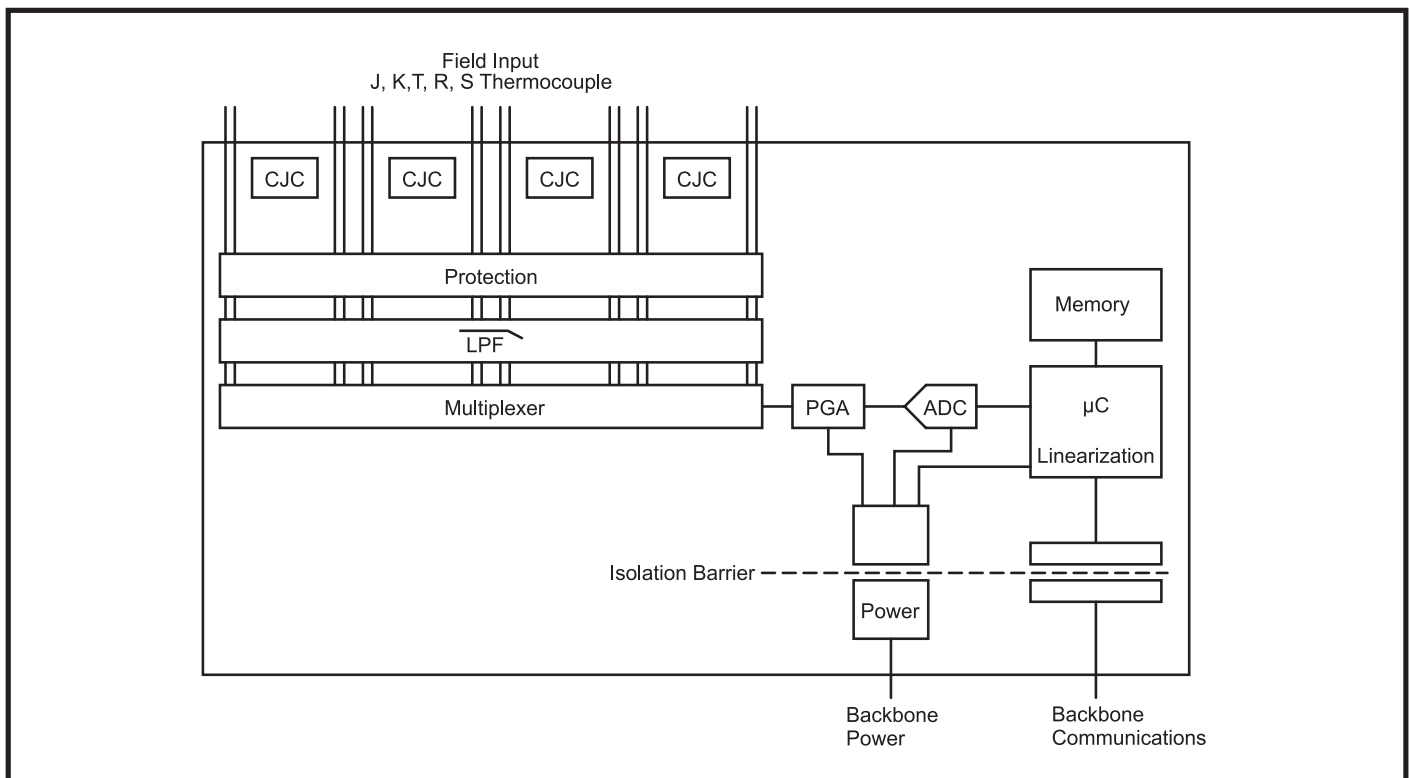 Field Input
J, K,T, R, S Thermocouple
CJC
CJC
CJC
CJC
Protection
LPF
Multiplexer
PGA
ADC
Memory
µC
Linearization
Isolation Barrier
Power
Backbone
Power
Backbone
Communications